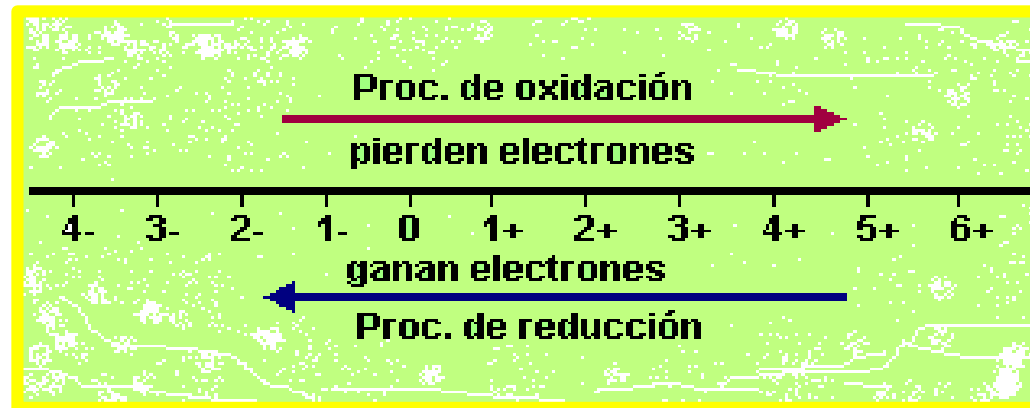 Proc. de oxidación
pierden electrones
4- 3- 2- 1- 0 1+ 2+ 3+ 4+ 5+ 6+
ganan electrones
Proc. de reducción